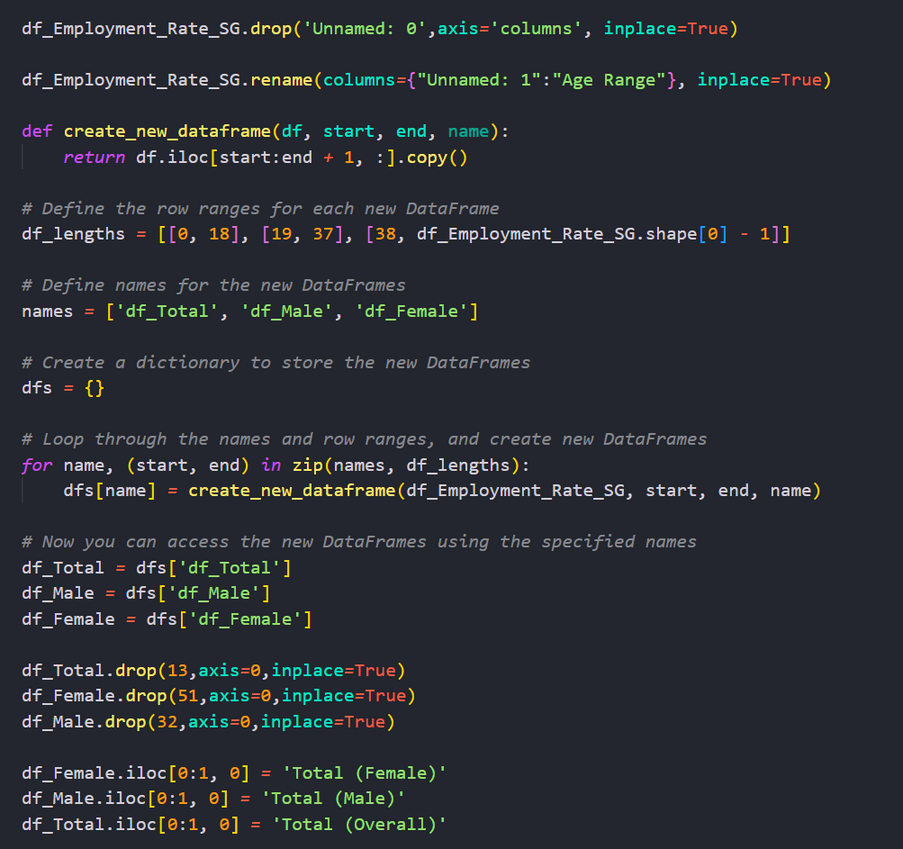 df_Employment_Rate_SG.drop('Unnamed: 0',axis='columns', inplace=True)
df_Employment_Rate_SG.rename(columns={"Unnamed: 1":"Age Range"}, inplace=True)
def create_new_dataframe(df, start, end, name):
    return df.iloc[start:end + 1, :].copy()
# Define the row ranges for each new DataFrame
df_lengths = [[0, 18], [19, 37], [38, df_Employment_Rate_SG.shape[0] - 1]]
# Define names for the new DataFrames
names = ['df_Total', 'df_Male', 'df_Female']
# Create a dictionary to store the new DataFrames
dfs = {}
# Loop through the names and row ranges, and create new DataFrames
for name, (start, end) in zip(names, df_lengths):
    dfs[name] = create_new_dataframe(df_Employment_Rate_SG, start, end, name)
# Now you can access the new DataFrames using the specified names
df_Total = dfs['df_Total']
df_Male = dfs['df_Male']
df_Female = dfs['df_Female']
df_Total.drop(13,axis=0,inplace=True)
df_Female.drop(51,axis=0,inplace=True)
df_Male.drop(32,axis=0,inplace=True)
df_Female.iloc[0:1, 0] = 'Total (Female)'
df_Male.iloc[0:1, 0] = 'Total (Male)'
df_Total.iloc[0:1, 0] = 'Total (Overall)'